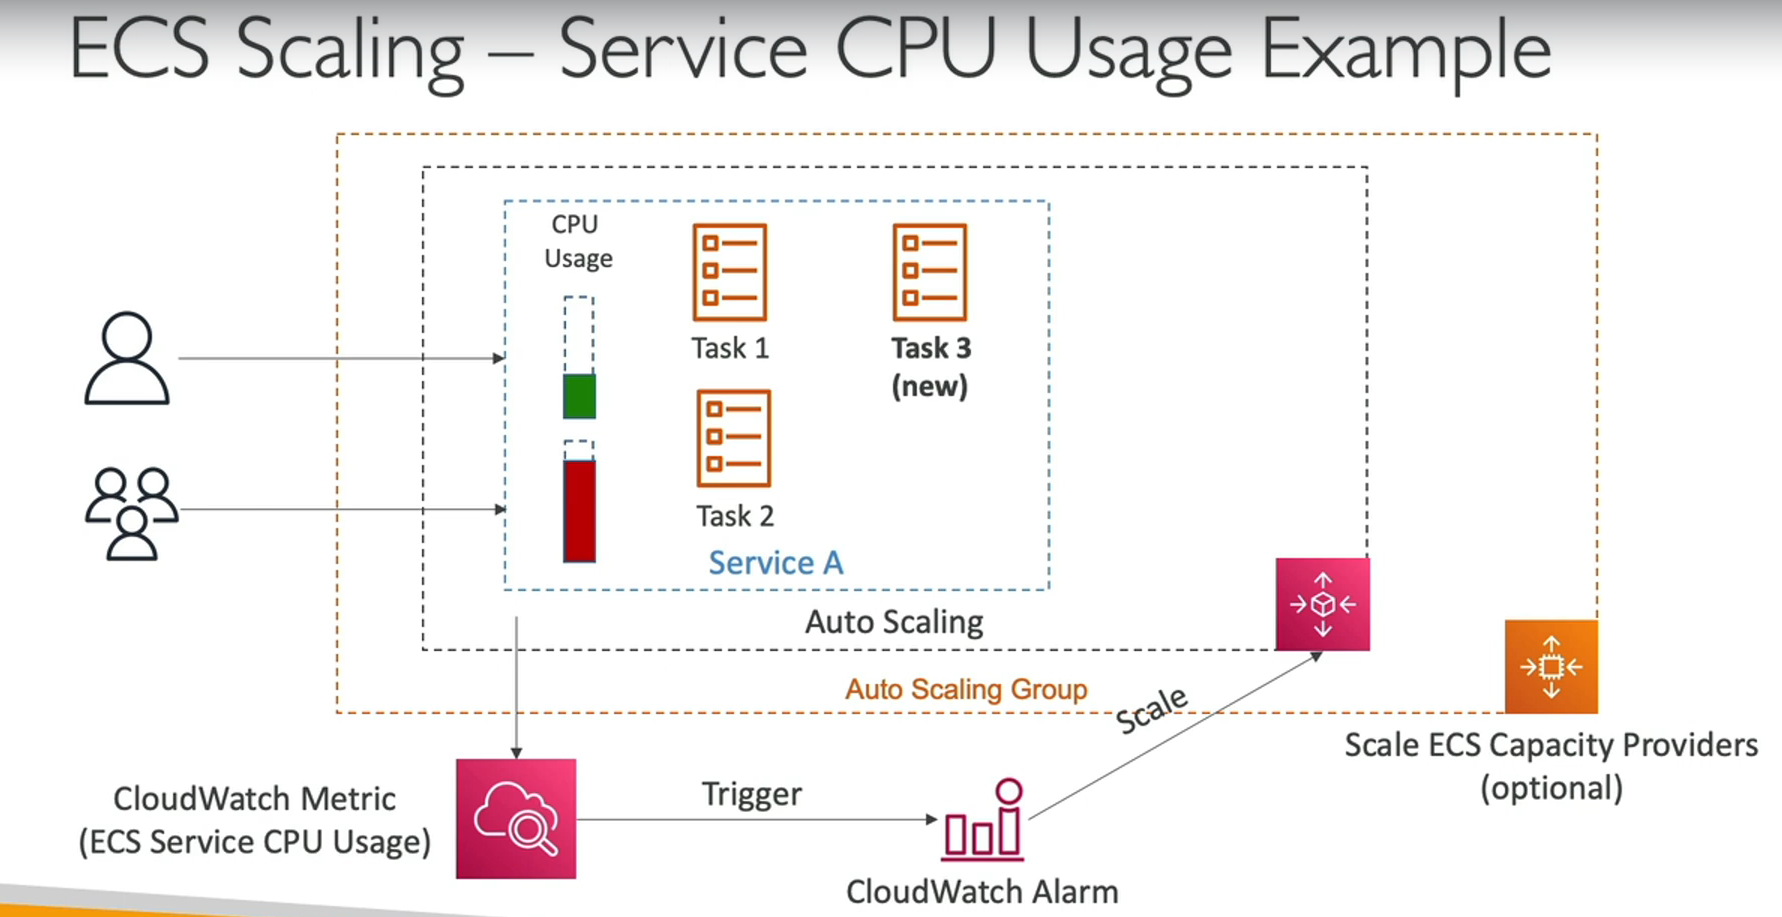 ECS Scaling – Service CPU Usage Example
CPU
Usage
Task 1
Task 3
(new)
Task 2
Service A
Auto Scaling
Auto Scaling Group
Scale
Scale ECS Capacity Providers
(optional)
CloudWatch Metric
(ECS Service CPU Usage)
Trigger
CloudWatch Alarm